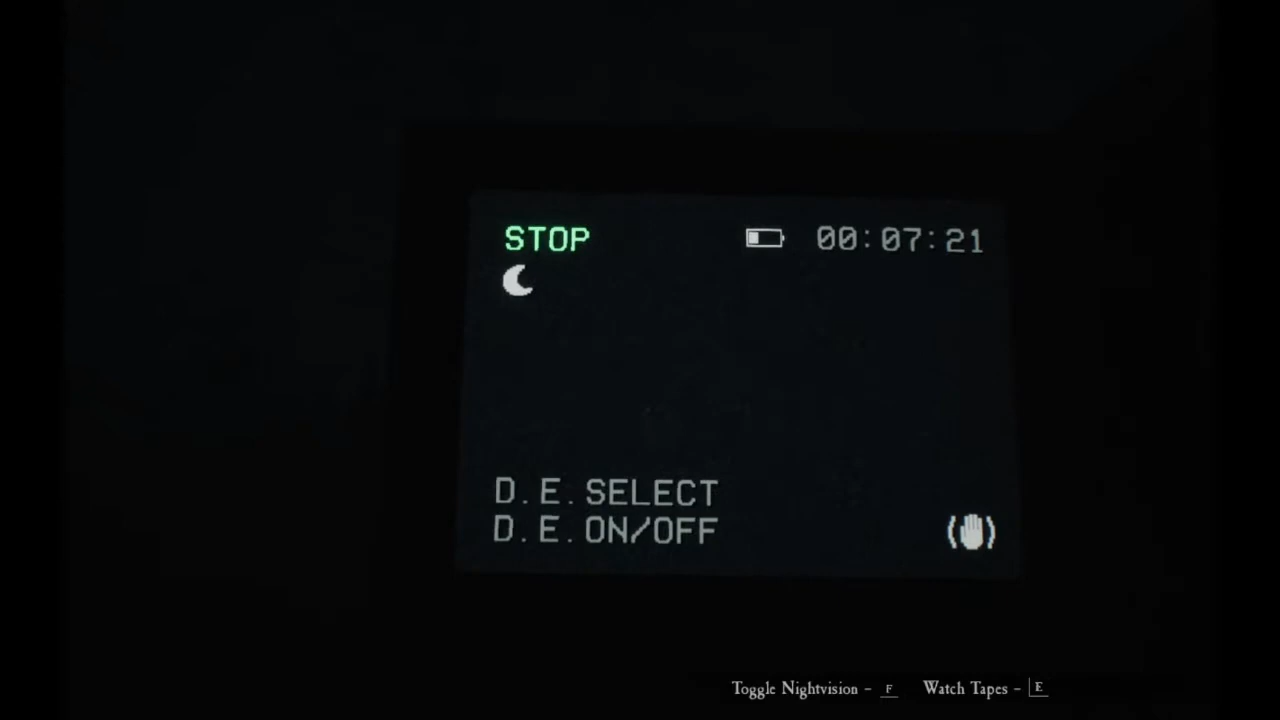 STOP 00:07:21
D.E.SELECT
D.E.ON/OFF
Toggle Nightvision - F Watch Tapes - E